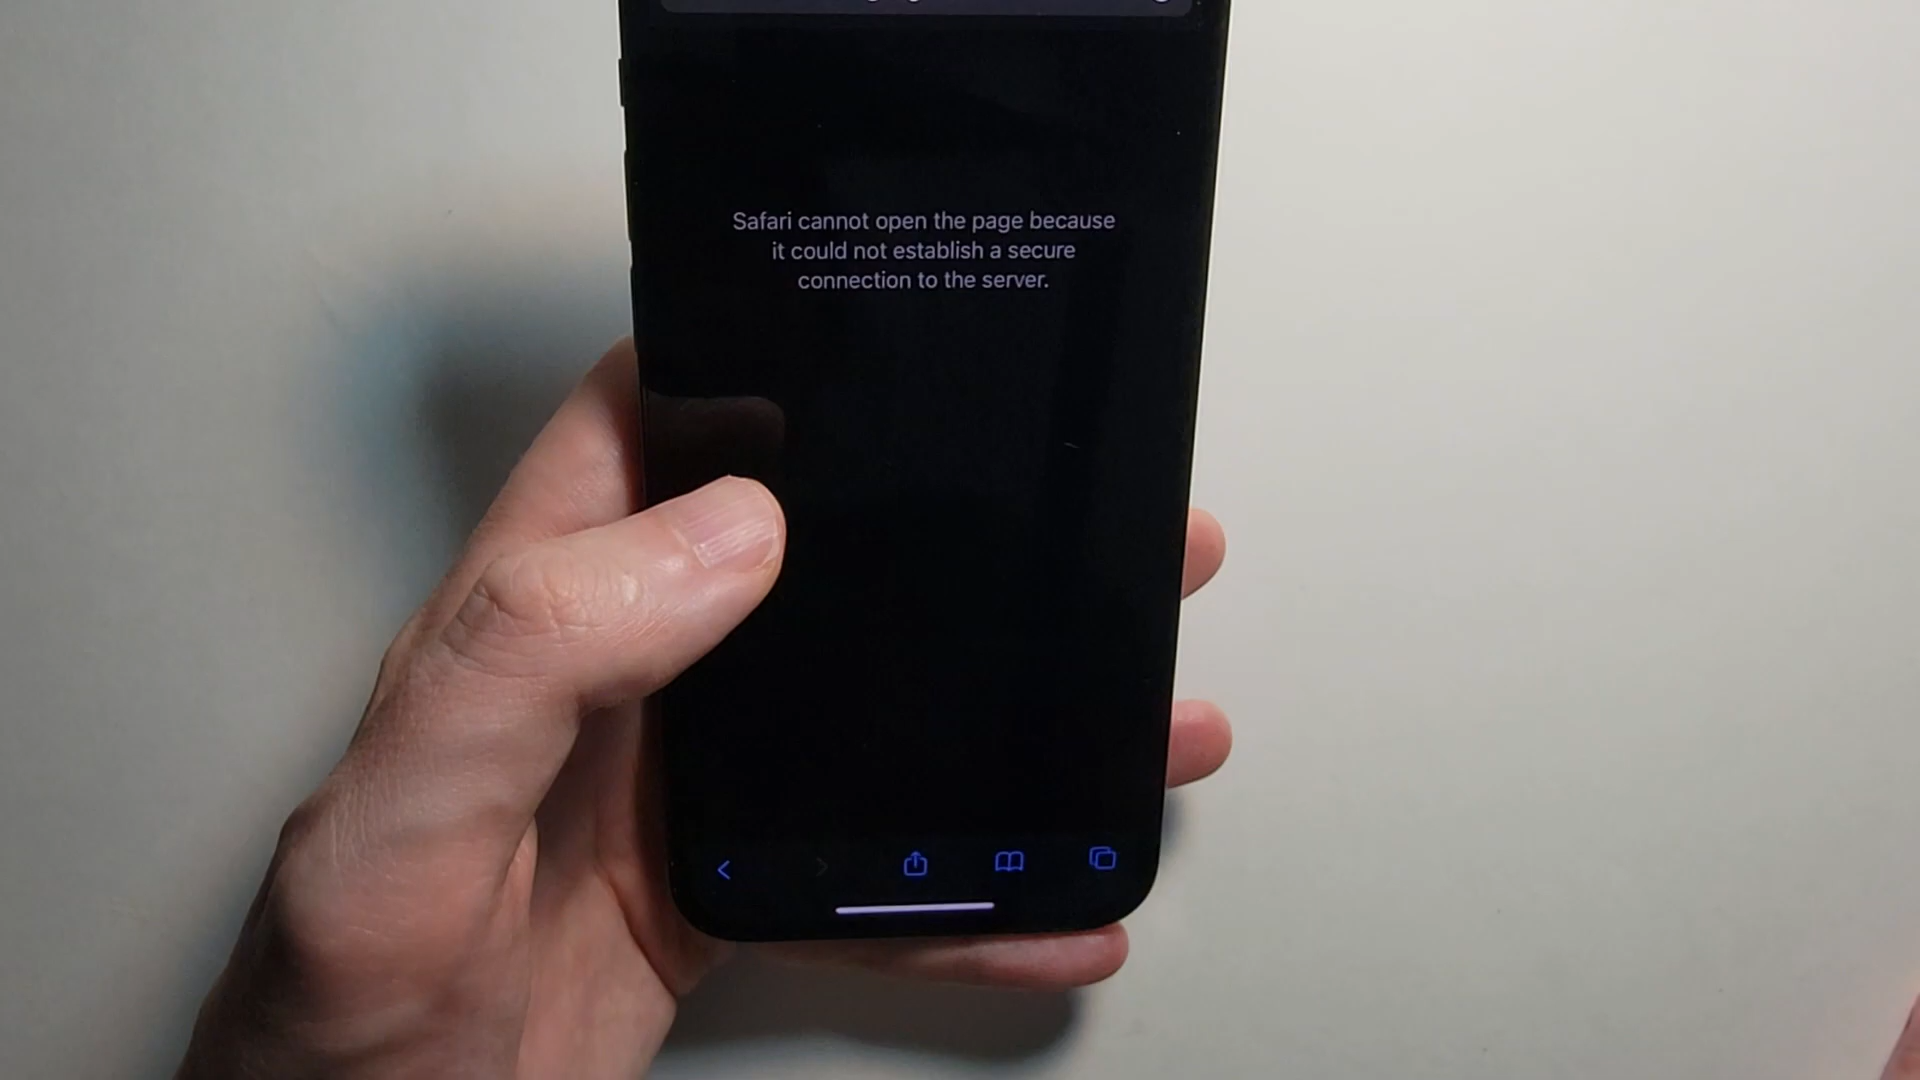 Safari cannot open the page because
it could not establish a secure
connection to the server.